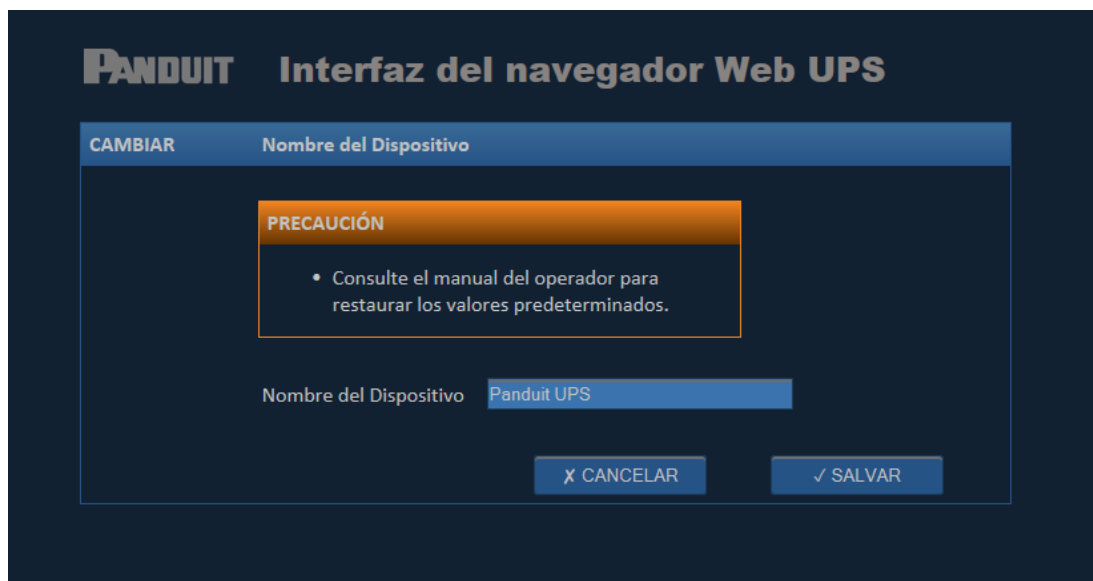 PANDUIT Interfaz del navegador Web UPS
CAMBIAR Nombre del Dispositivo
PRECAUCIÓN
• Consulte el manual del operador para
restaurar los valores predeterminados.
Nombre del Dispositivo Panduit UPS
✗ CANCELAR ✓ SALVAR